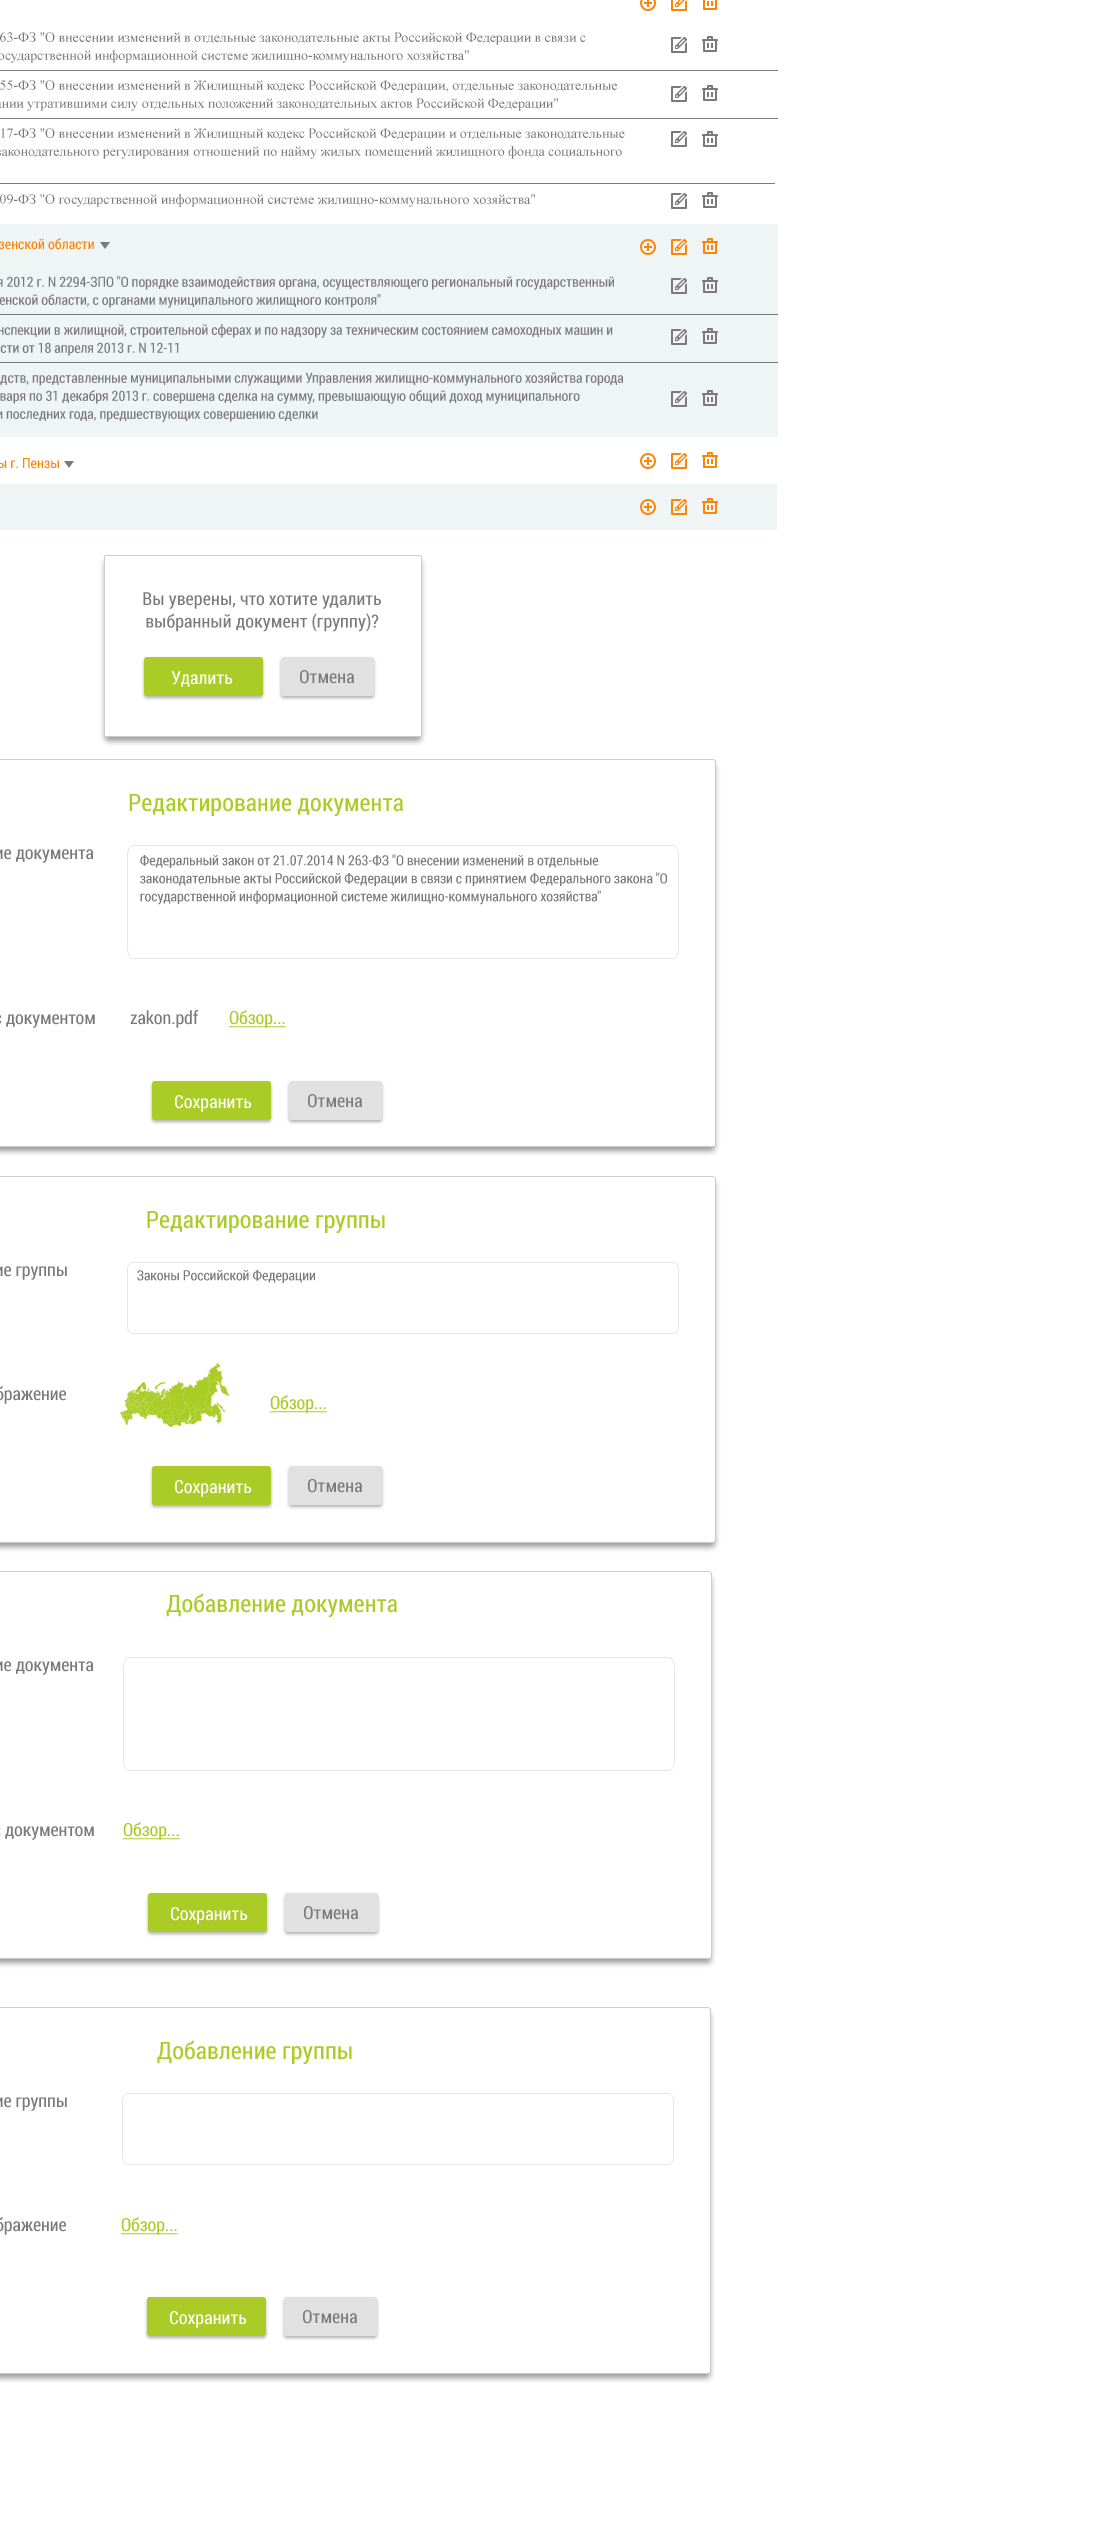 63-ФЗ "О внесении изменений в отдельные законодательные акты Российской Федерации в связи с
осударственной информационной системе жилищно-коммунального хозяйства"
55-ФЗ "О внесении изменений в Жилищный кодекс Российской Федерации, отдельные законодательные
ании утратившими силу отдельных положений законодательных актов Российской Федерации"
17-ФЗ "О внесении изменений в Жилищный кодекс Российской Федерации и отдельные законодательные
законодательного регулирования отношений по найму жилых помещений жилищного фонда социального
09-ФЗ "О государственной информационной системе жилищно-коммунального хозяйства"
зенской области
я 2012 г. N 2294-ЗПО "О порядке взаимодействия органа, осуществляющего региональный государственный
енской области, с органами муниципального жилищного контроля"
нспекции в жилищной, строительной сферах и по надзору за техническим состоянием самоходных машин и
сти от 18 апреля 2013 г. N 12-11
дств, представленные муниципальными служащими Управления жилищно-коммунального хозяйства города
варя по 31 декабря 2013 г. совершена сделка на сумму, превышающую общий доход муниципального
и последних года, предшествующих совершению сделки
ы г. Пензы
Вы уверены, что хотите удалить
выбранный документ (группу)?
Удалить Отмена
Редактирование документа
ие документа
Федеральный закон от 21.07.2014 N 263-ФЗ "О внесении изменений в отдельные
законодательные акты Российской Федерации в связи с принятием Федерального закона "О
государственной информационной системе жилищно-коммунального хозяйства"
с документом zakon.pdf Обзор...
Сохранить Отмена
Редактирование группы
ие группы
Законы Российской Федерации
бражение Обзор...
Сохранить Отмена
Добавление документа
ие документа
с документом Обзор...
Сохранить Отмена
Добавление группы
ие группы
бражение Обзор...
Сохранить Отмена